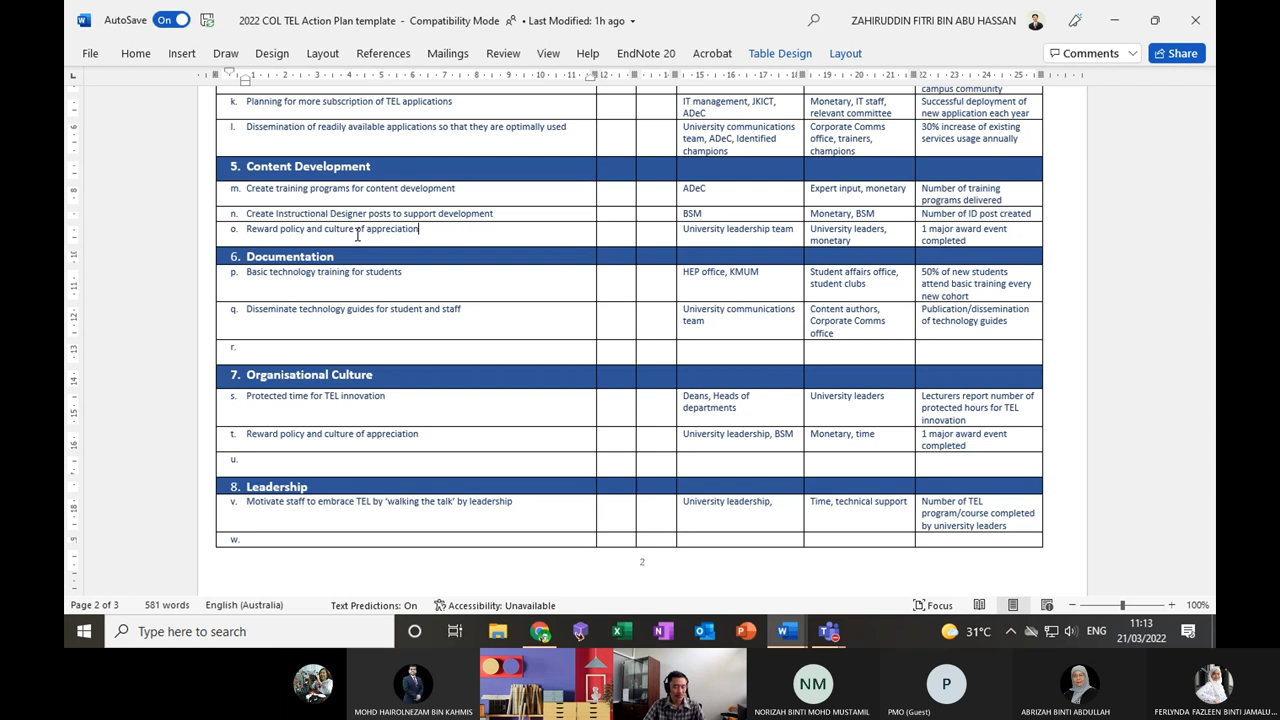 AutoSave On 2022 COL TEL Action Plan template - Compatibility Mode • Last Modified: 1h ago ZAHIRUDDIN FITRI BIN ABU HASSAN
File Home Insert Draw Design Layout References Mailings Review View Help EndNote 20 Acrobat Table Design Layout Comments Share
campus community
k. Planning for more subscription of TEL applications
IT management, JKICT, ADeC
Monetary, IT staff, relevant committee
Successful deployment of new application each year
l. Dissemination of readily available applications so that they are optimally used
University communications team, ADeC, Identified champions
Corporate Comms office, trainers, champions
30% increase of existing services usage annually
5. Content Development
m. Create training programs for content development
ADeC
Expert input, monetary
Number of training programs delivered
n. Create Instructional Designer posts to support development
BSM
Monetary, BSM
Number of ID post created
o. Reward policy and culture of appreciation
University leadership team
University leaders, monetary
1 major award event completed
6. Documentation
p. Basic technology training for students
HEP office, KMUM
Student affairs office, student clubs
50% of new students attend basic training every new cohort
q. Disseminate technology guides for student and staff
University communications team
Content authors, Corporate Comms office
Publication/dissemination of technology guides
r.
7. Organisational Culture
s. Protected time for TEL innovation
Deans, Heads of departments
University leaders
Lecturers report number of protected hours for TEL innovation
t. Reward policy and culture of appreciation
University leadership, BSM
Monetary, time
1 major award event completed
u.
8. Leadership
v. Motivate staff to embrace TEL by ‘walking the talk’ by leadership
University leadership,
Time, technical support
Number of TEL program/course completed by university leaders
w.
2
Page 2 of 3 581 words English (Australia) Text Predictions: On Accessibility: Unavailable Focus 100%
Type here to search 31°C ENG 11:13
21/03/2022
NM P
MOHD HAIROLNEZAM BIN KAHMIS NORIZAH BINTI MOHD MUSTAMIL PMO (Guest) ABRIZAH BINTI ABDULLAH FERLYNDA FAZLEEN BINTI JAMALU...